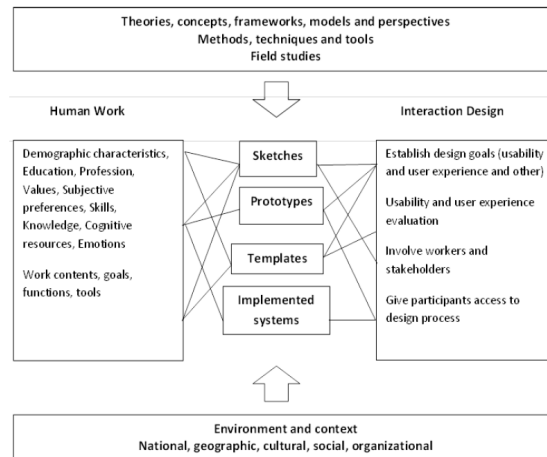 Theories, concepts, frameworks, models and perspectives
Methods, techniques and tools
Field studies
Human Work
Interaction Design
Demographic characteristics,
Education, Profession,
Values, Subjective
preferences, Skills,
Knowledge, Cognitive
resources, Emotions
Work contents, goals,
functions, tools
Sketches
Prototypes
Templates
Implemented
systems
Establish design goals (usability
and user experience and other)
Usability and user experience
evaluation
Involve workers and
stakeholders
Give participants access to
design process
Environment and context
National, geographic, cultural, social, organizational